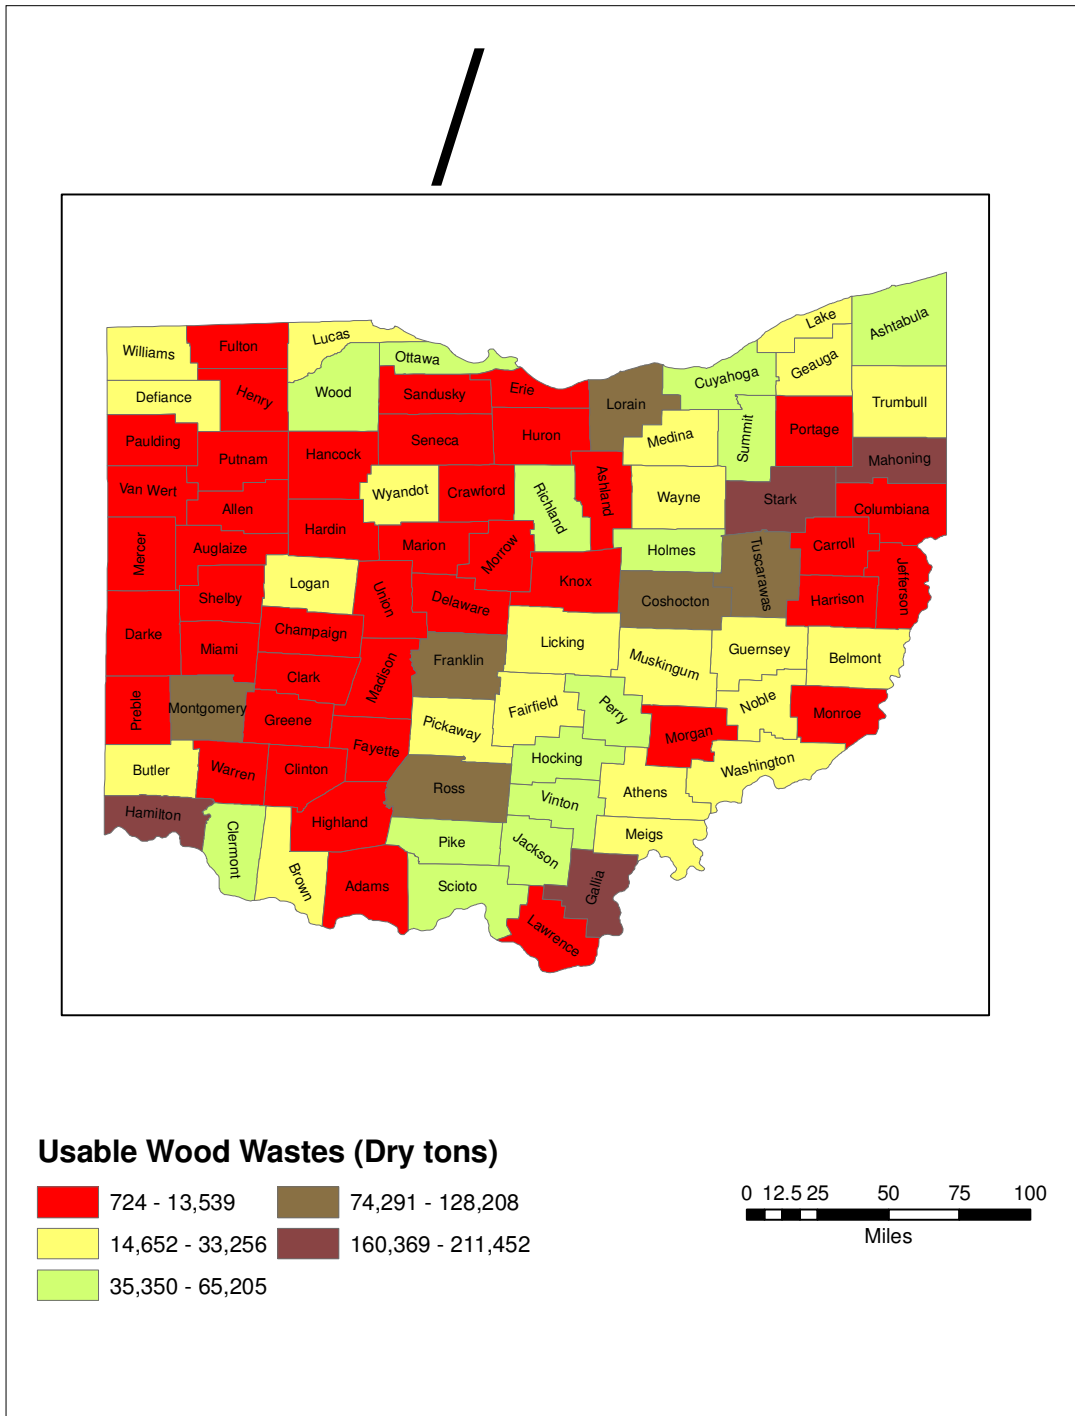 Williams
Fulton
Lucas
Ottawa
Lake
Ashtabula
Geauga
Defiance
Henry
Wood
Sandusky
Erie
Lorain
Cuyahoga
Trumbull
Paulding
Putnam
Hancock
Seneca
Huron
Medina
Summit
Portage
Mahoning
Van Wert
Allen
Wyandot
Crawford
Richland
Ashland
Wayne
Stark
Columbiana
Mercer
Auglaize
Hardin
Marion
Morrow
Holmes
Tuscarawas
Carroll
Jefferson
Shelby
Logan
Union
Delaware
Knox
Coshocton
Harrison
Darke
Miami
Champaign
Clark
Madison
Franklin
Licking
Muskingum
Guernsey
Belmont
Preble
Montgomery
Greene
Fayette
Pickaway
Fairfield
Perry
Morgan
Noble
Monroe
Butler
Warren
Clinton
Ross
Hocking
Athens
Washington
Hamilton
Clermont
Brown
Highland
Pike
Vinton
Jackson
Meigs
Adams
Scioto
Gallia
Lawrence
Usable Wood Wastes (Dry tons)
724 - 13,539
74,291 - 128,208
14,652 - 33,256
160,369 - 211,452
35,350 - 65,205
0 12.5 25 50 75 100
Miles